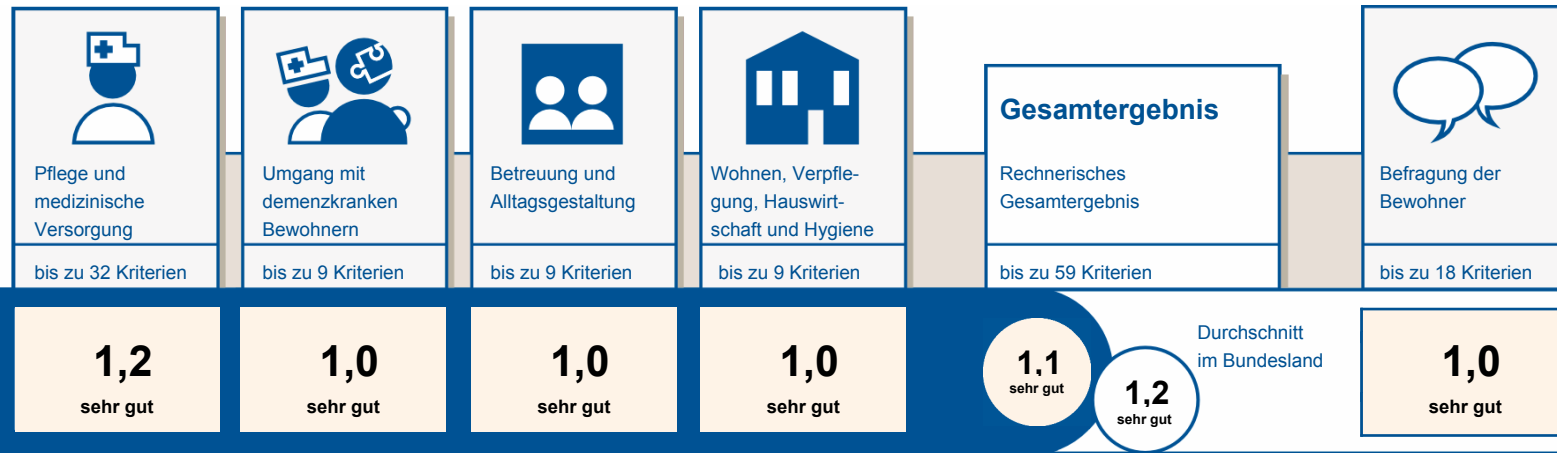 Pflege und
medizinische
Versorgung
bis zu 32 Kriterien
1,2
sehr gut
Umgang mit
demenzkranken
Bewohnern
bis zu 9 Kriterien
1,0
sehr gut
Betreuung und
Alltagsgestaltung
bis zu 9 Kriterien
1,0
sehr gut
Wohnen, Verpfle-
gung, Hauswirt-
schaft und Hygiene
bis zu 9 Kriterien
1,0
sehr gut
Gesamtergebnis
Rechnerisches
Gesamtergebnis
bis zu 59 Kriterien
1,1
sehr gut
1,2
sehr gut
Durchschnitt
im Bundesland
Befragung der
Bewohner
bis zu 18 Kriterien
1,0
sehr gut